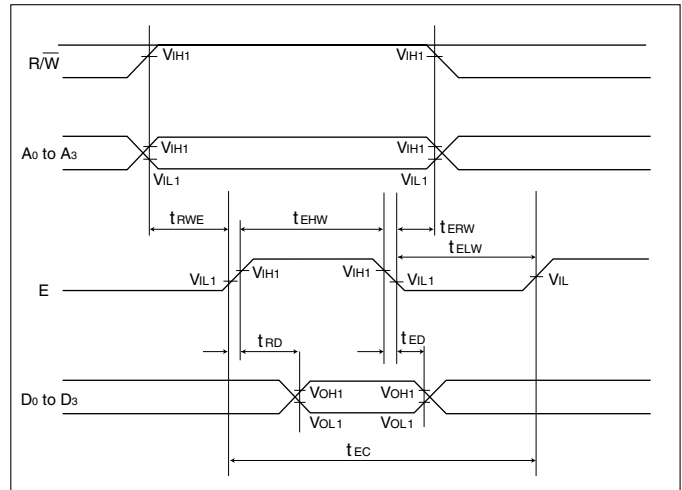 R/W̅
VIH1 VIH1
A0 to A3
VIH1 VIH1
VIL1 VIL1
tRWE tEHW tERW
tELW
E
VIL1 VIH1 VIH1 VIL1 VIL
tRD tED
D0 to D3
VOH1 VOH1
VOL1 VOL1
tEC